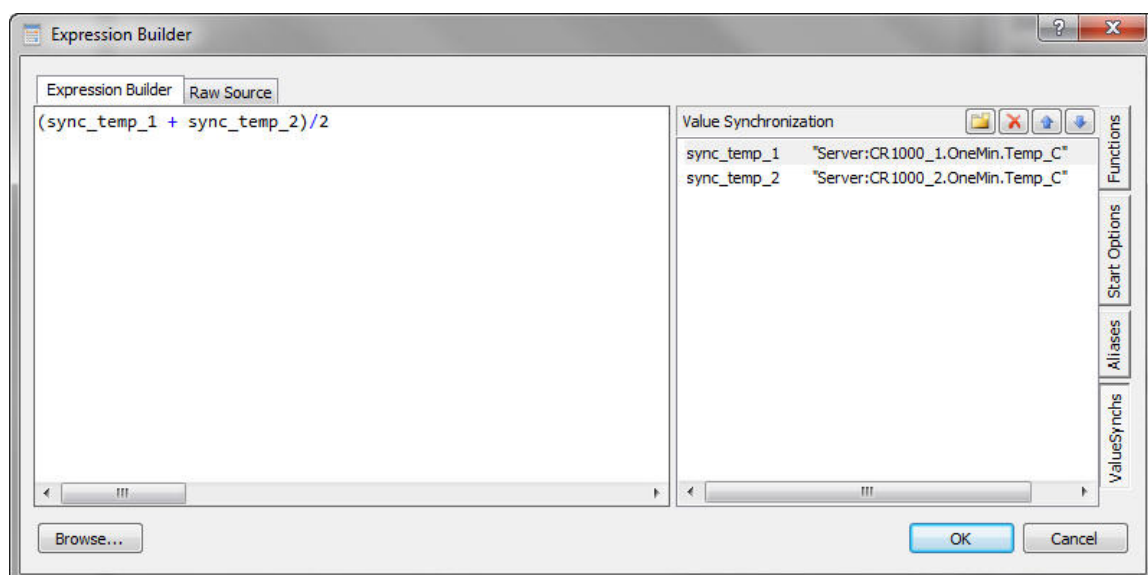 Expression Builder
Expression Builder Raw Source
(sync_temp_1 + sync_temp_2)/2
Value Synchronization
sync_temp_1 "Server:CR1000_1.OneMin.Temp_C"
sync_temp_2 "Server:CR1000_2.OneMin.Temp_C"
Functions
Start Options
Aliases
ValueSynchs
Browse...
OK Cancel